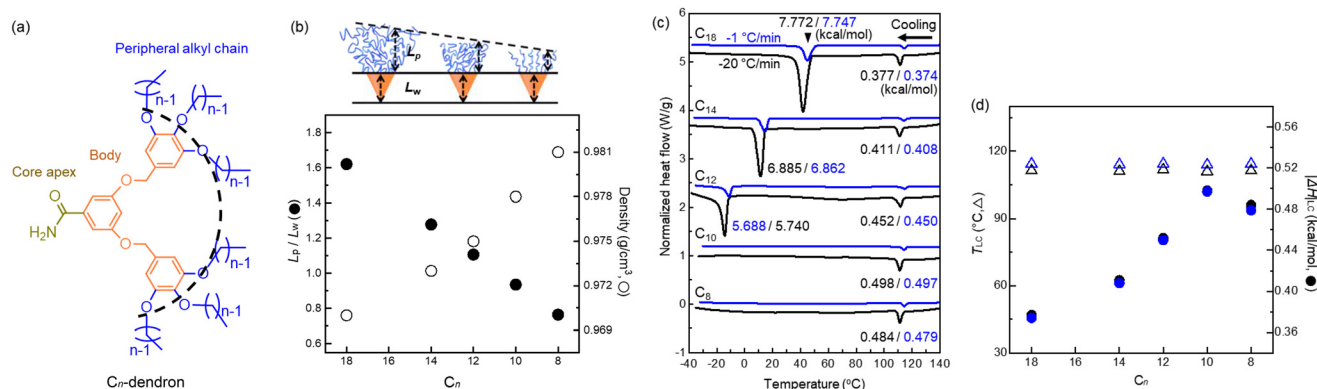 (a)
Peripheral alkyl chain
n-1
n-1
O
O
O
n-1
Body
Core apex
O
O
H₂N
O
n-1
O
O
O
n-1
n-1
Cn-dendron
(b)
Lp
Lw
1.8
1.6
1.4
1.2
1.0
0.8
0.6
Lp / Lw (●)
0.981
0.978
0.975
0.972
0.969
Density (g/cm³, ○)
18 16 14 12 10 8
Cn
(c)
7.772 / 7.747
(kcal/mol)
Cooling
C18
-1 °C/min
-20 °C/min
0.377 / 0.374
(kcal/mol)
C14
0.411 / 0.408
6.885 / 6.862
C12
5.688 / 5.740
0.452 / 0.450
C10
0.498 / 0.497
C8
0.484 / 0.479
6
5
4
3
2
1
0
-1
Normalized heat flow (W/g)
-40 -20 0 20 40 60 80 100 120 140
Temperature (°C)
(d)
135
120
105
90
75
60
45
30
TLC (°C, △)
0.56
0.52
0.48
0.44
0.40
0.36
|ΔH|LC (kcal/mol, ●)
18 16 14 12 10 8
Cn